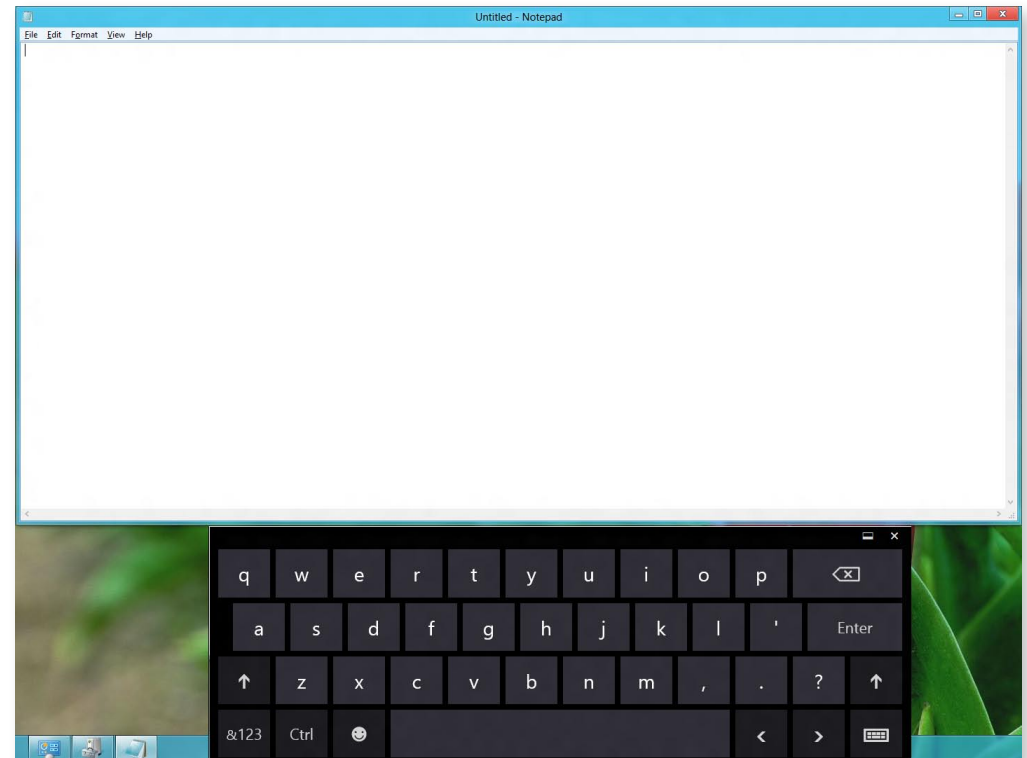 Untitled - Notepad
File Edit Format View Help
q w e r t y u i o p
a s d f g h j k l ' Enter
z x c v b n m , . ?
&123 Ctrl < >